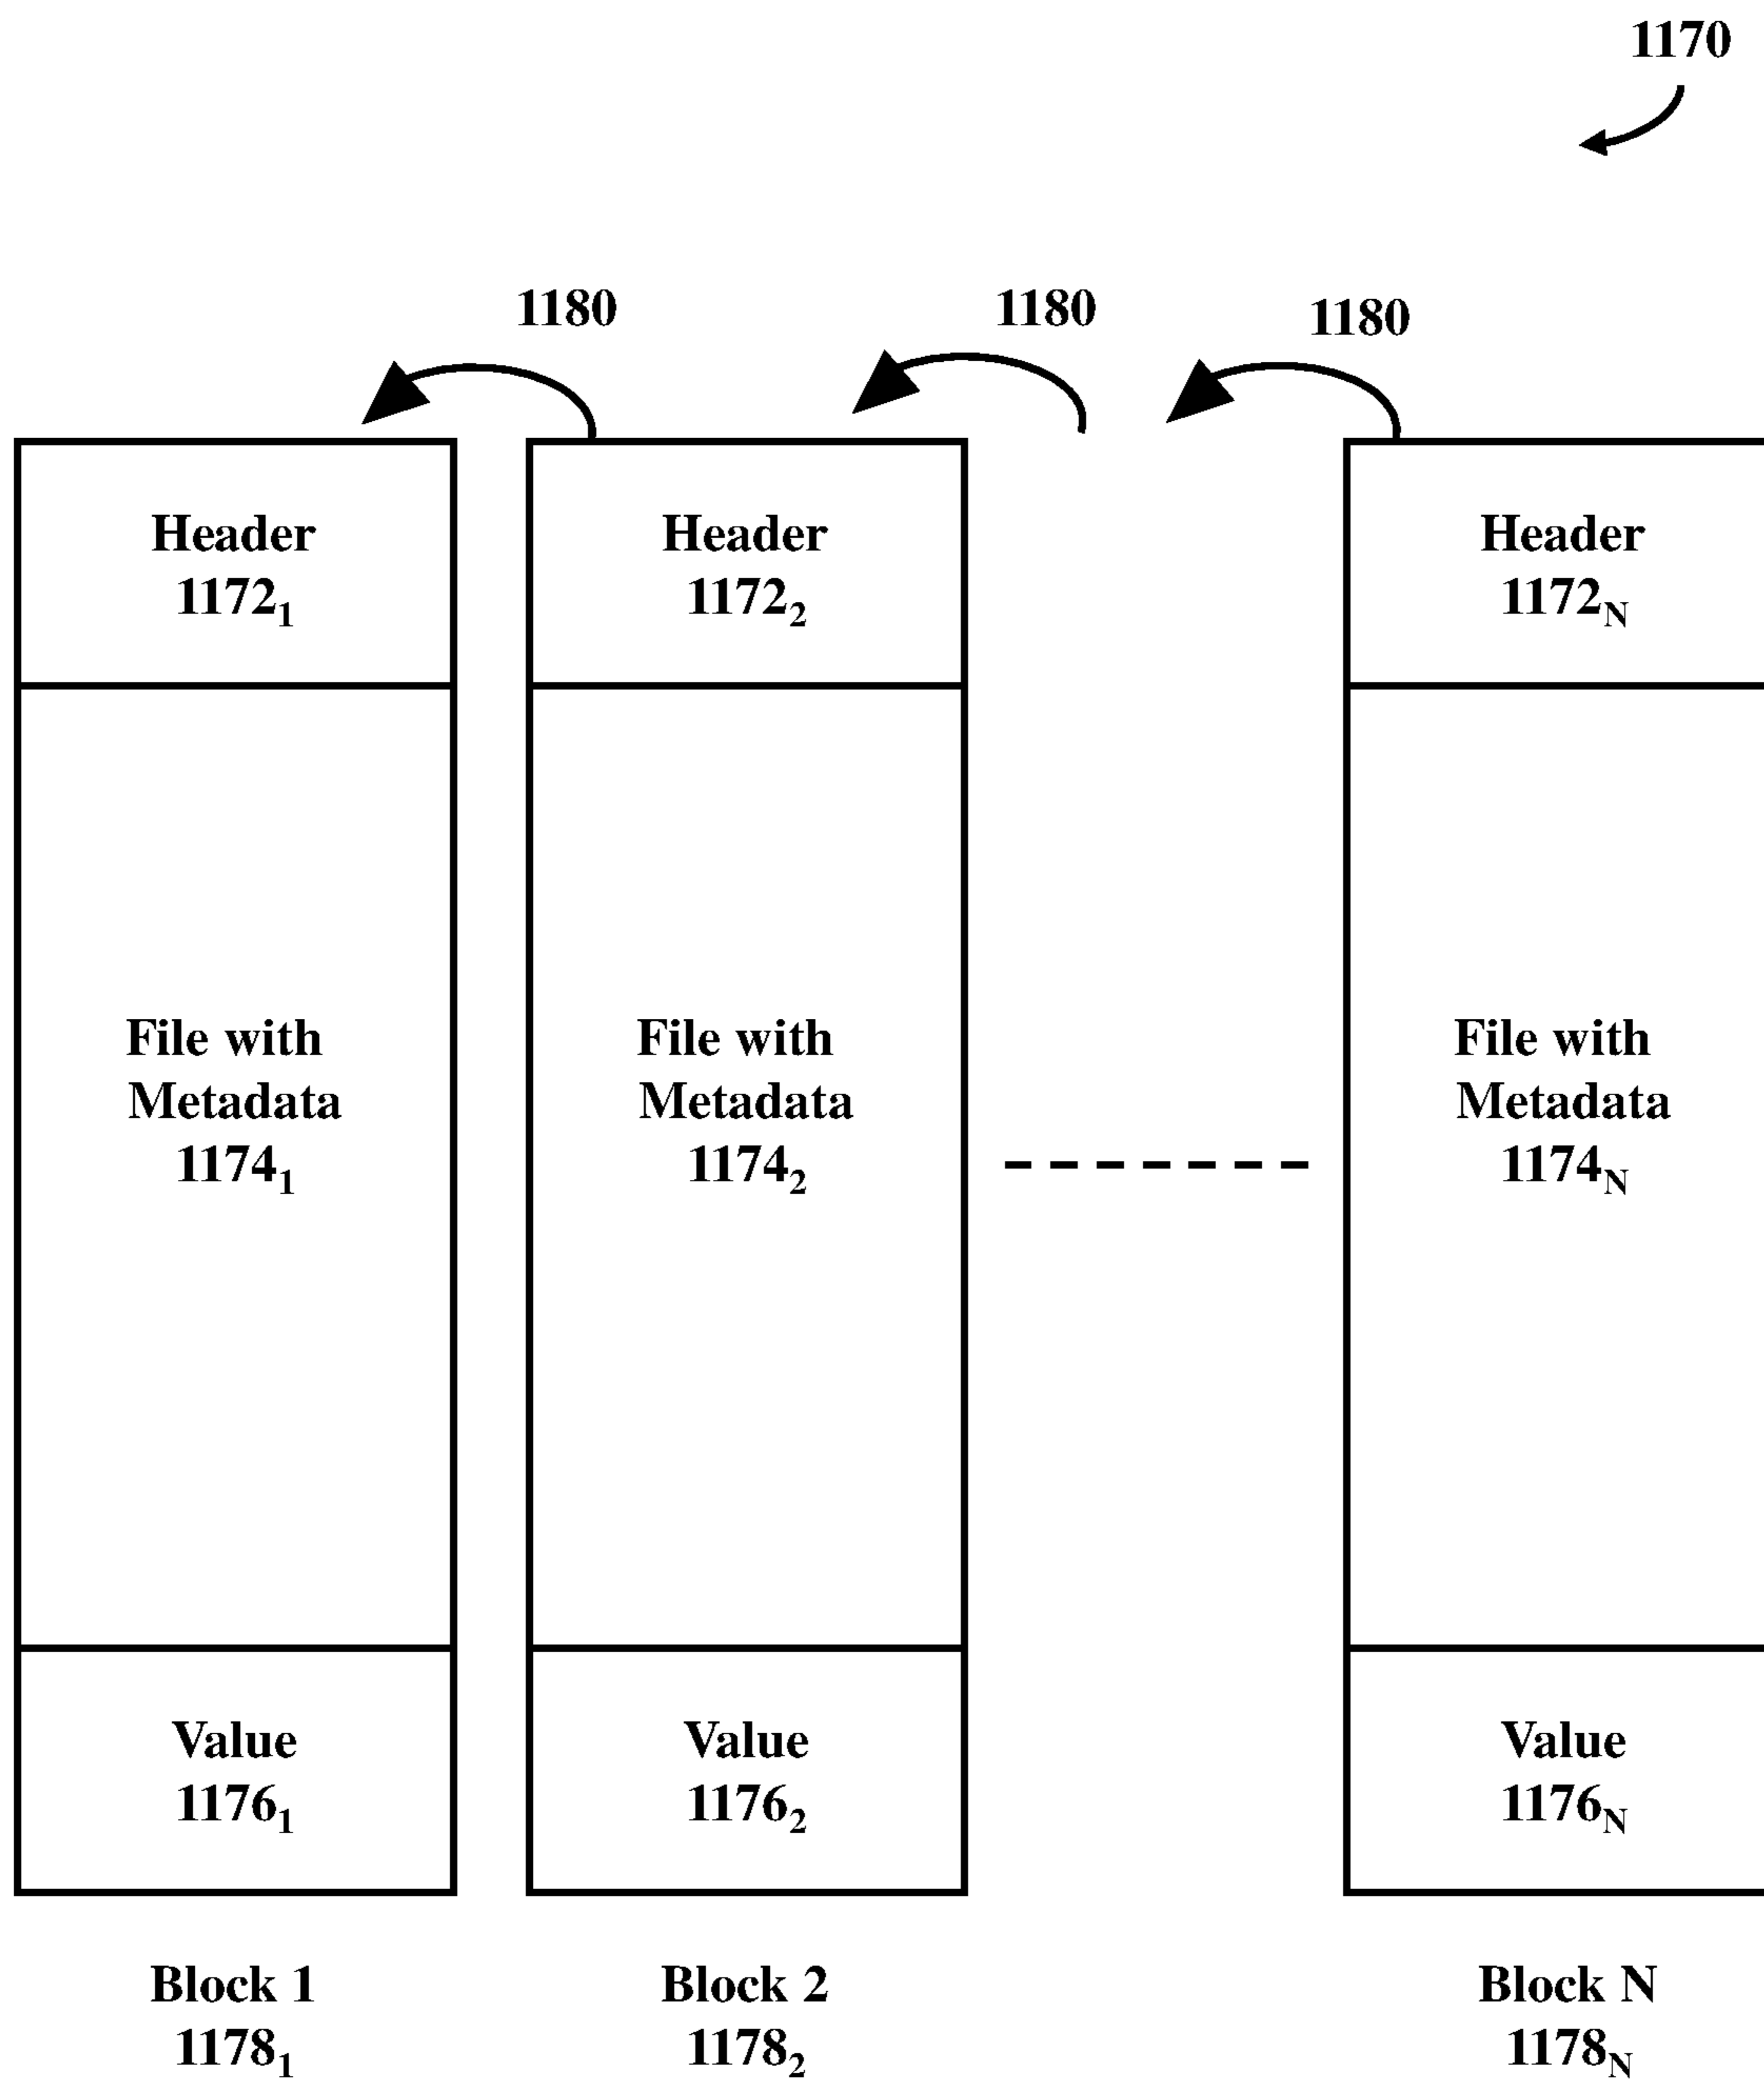 1170
1180
1180
1180
Header
1172₁
Header
1172₂
Header
1172N
File with
Metadata
1174₁
File with
Metadata
1174₂
File with
Metadata
1174N
Value
1176₁
Value
1176₂
Value
1176N
Block 1
1178₁
Block 2
1178₂
Block N
1178N